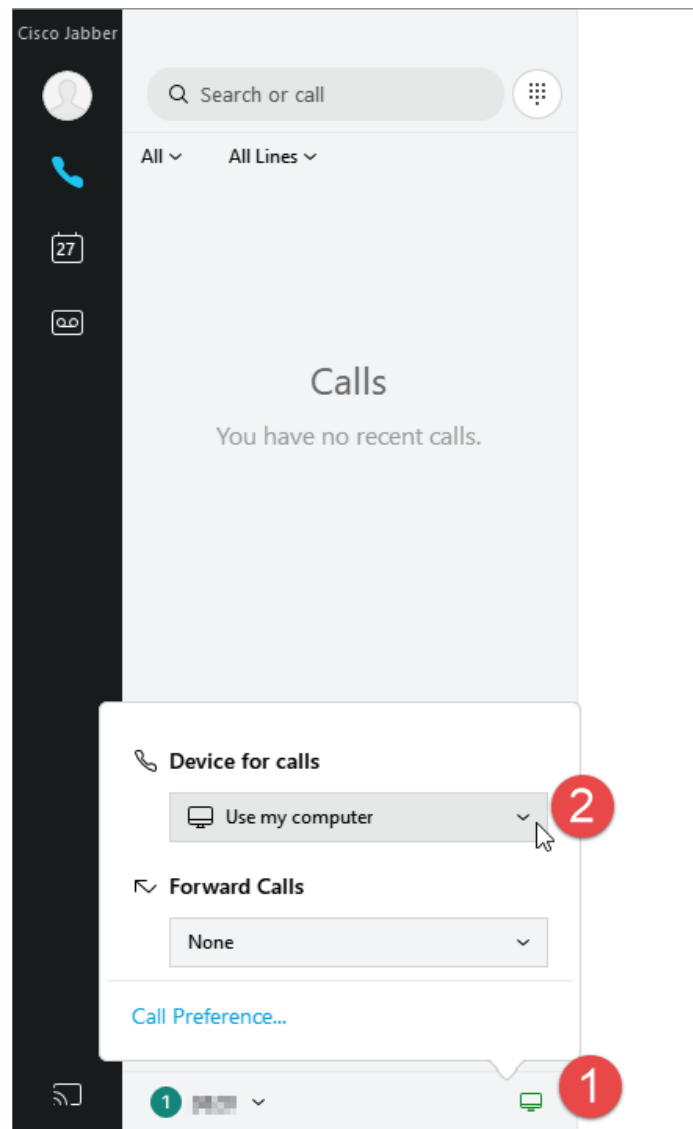 Cisco Jabber
Search or call
All All Lines
27
Calls
You have no recent calls.
Device for calls
Use my computer
2
Forward Calls
None
Call Preference...
1
1